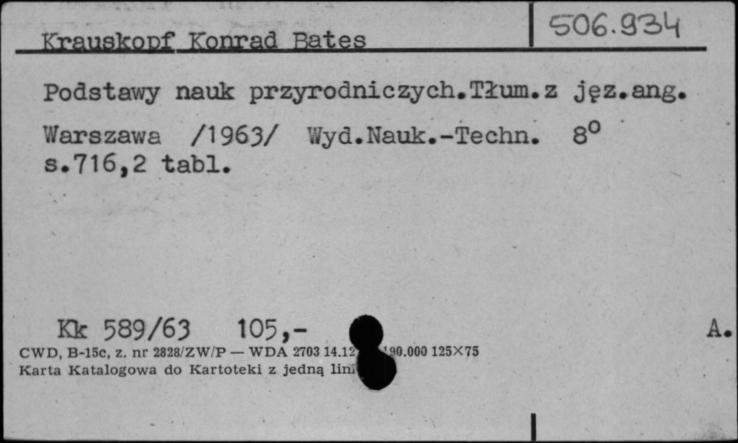 506.934
Krauskopf Konrad Bates
Podstawy nauk przyrodniczych.Tłum.z jęz.ang.
Warszawa /1963/ Wyd.Nauk.-Techn. 8°
s.716,2 tabl.
Kk 589/63 105,- A.
CWD, B-15c, z. nr 2828/ZW/P — WDA 2703 14.12 190.000 125×75
Karta Katalogowa do Kartoteki z jedną lini